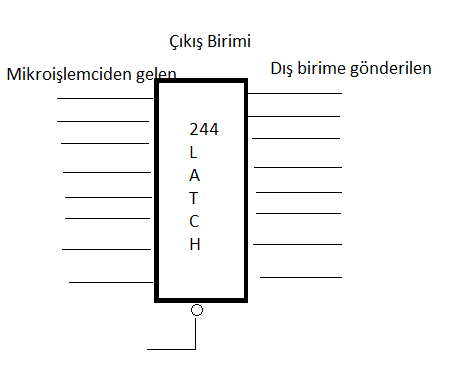 Çıkış Birimi
Mikroişlemciden gelen
Dış birime gönderilen
244
L
A
T
C
H